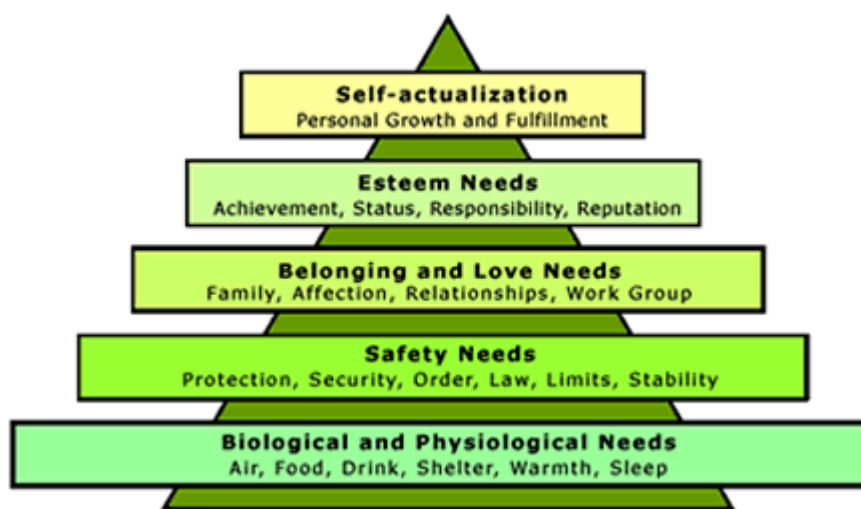 Self-actualization
Personal Growth and Fulfillment
Esteem Needs
Achievement, Status, Responsibility, Reputation
Belonging and Love Needs
Family, Affection, Relationships, Work Group
Safety Needs
Protection, Security, Order, Law, Limits, Stability
Biological and Physiological Needs
Air, Food, Drink, Shelter, Warmth, Sleep